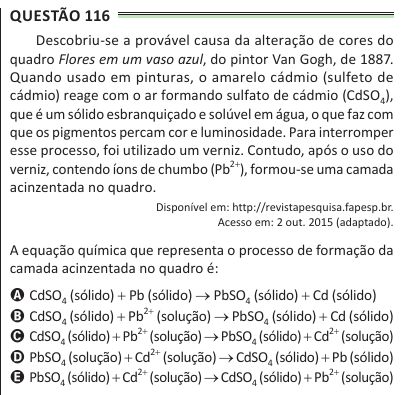 QUESTÃO 116
Descobriu-se a provável causa da alteração de cores do
quadro Flores em um vaso azul, do pintor Van Gogh, de 1887.
Quando usado em pinturas, o amarelo cádmio (sulfeto de
cádmio) reage com o ar formando sulfato de cádmio (CdSO₄),
que é um sólido esbranquiçado e solúvel em água, o que faz com
que os pigmentos percam cor e luminosidade. Para interromper
esse processo, foi utilizado um verniz. Contudo, após o uso do
verniz, contendo íons de chumbo (Pb²⁺), formou-se uma camada
acinzentada no quadro.
Disponível em: http://revistapesquisa.fapesp.br.
Acesso em: 2 out. 2015 (adaptado).
A equação química que representa o processo de formação da
camada acinzentada no quadro é:
A CdSO₄ (sólido) + Pb (sólido) → PbSO₄ (sólido) + Cd (sólido)
B CdSO₄ (sólido) + Pb²⁺ (solução) → PbSO₄ (sólido) + Cd (sólido)
C CdSO₄ (sólido) + Pb²⁺ (solução) → PbSO₄ (sólido) + Cd²⁺ (solução)
D PbSO₄ (solução) + Cd²⁺ (solução) → CdSO₄ (sólido) + Pb (sólido)
E PbSO₄ (sólido) + Cd²⁺ (solução) → CdSO₄ (sólido) + Pb²⁺ (solução)